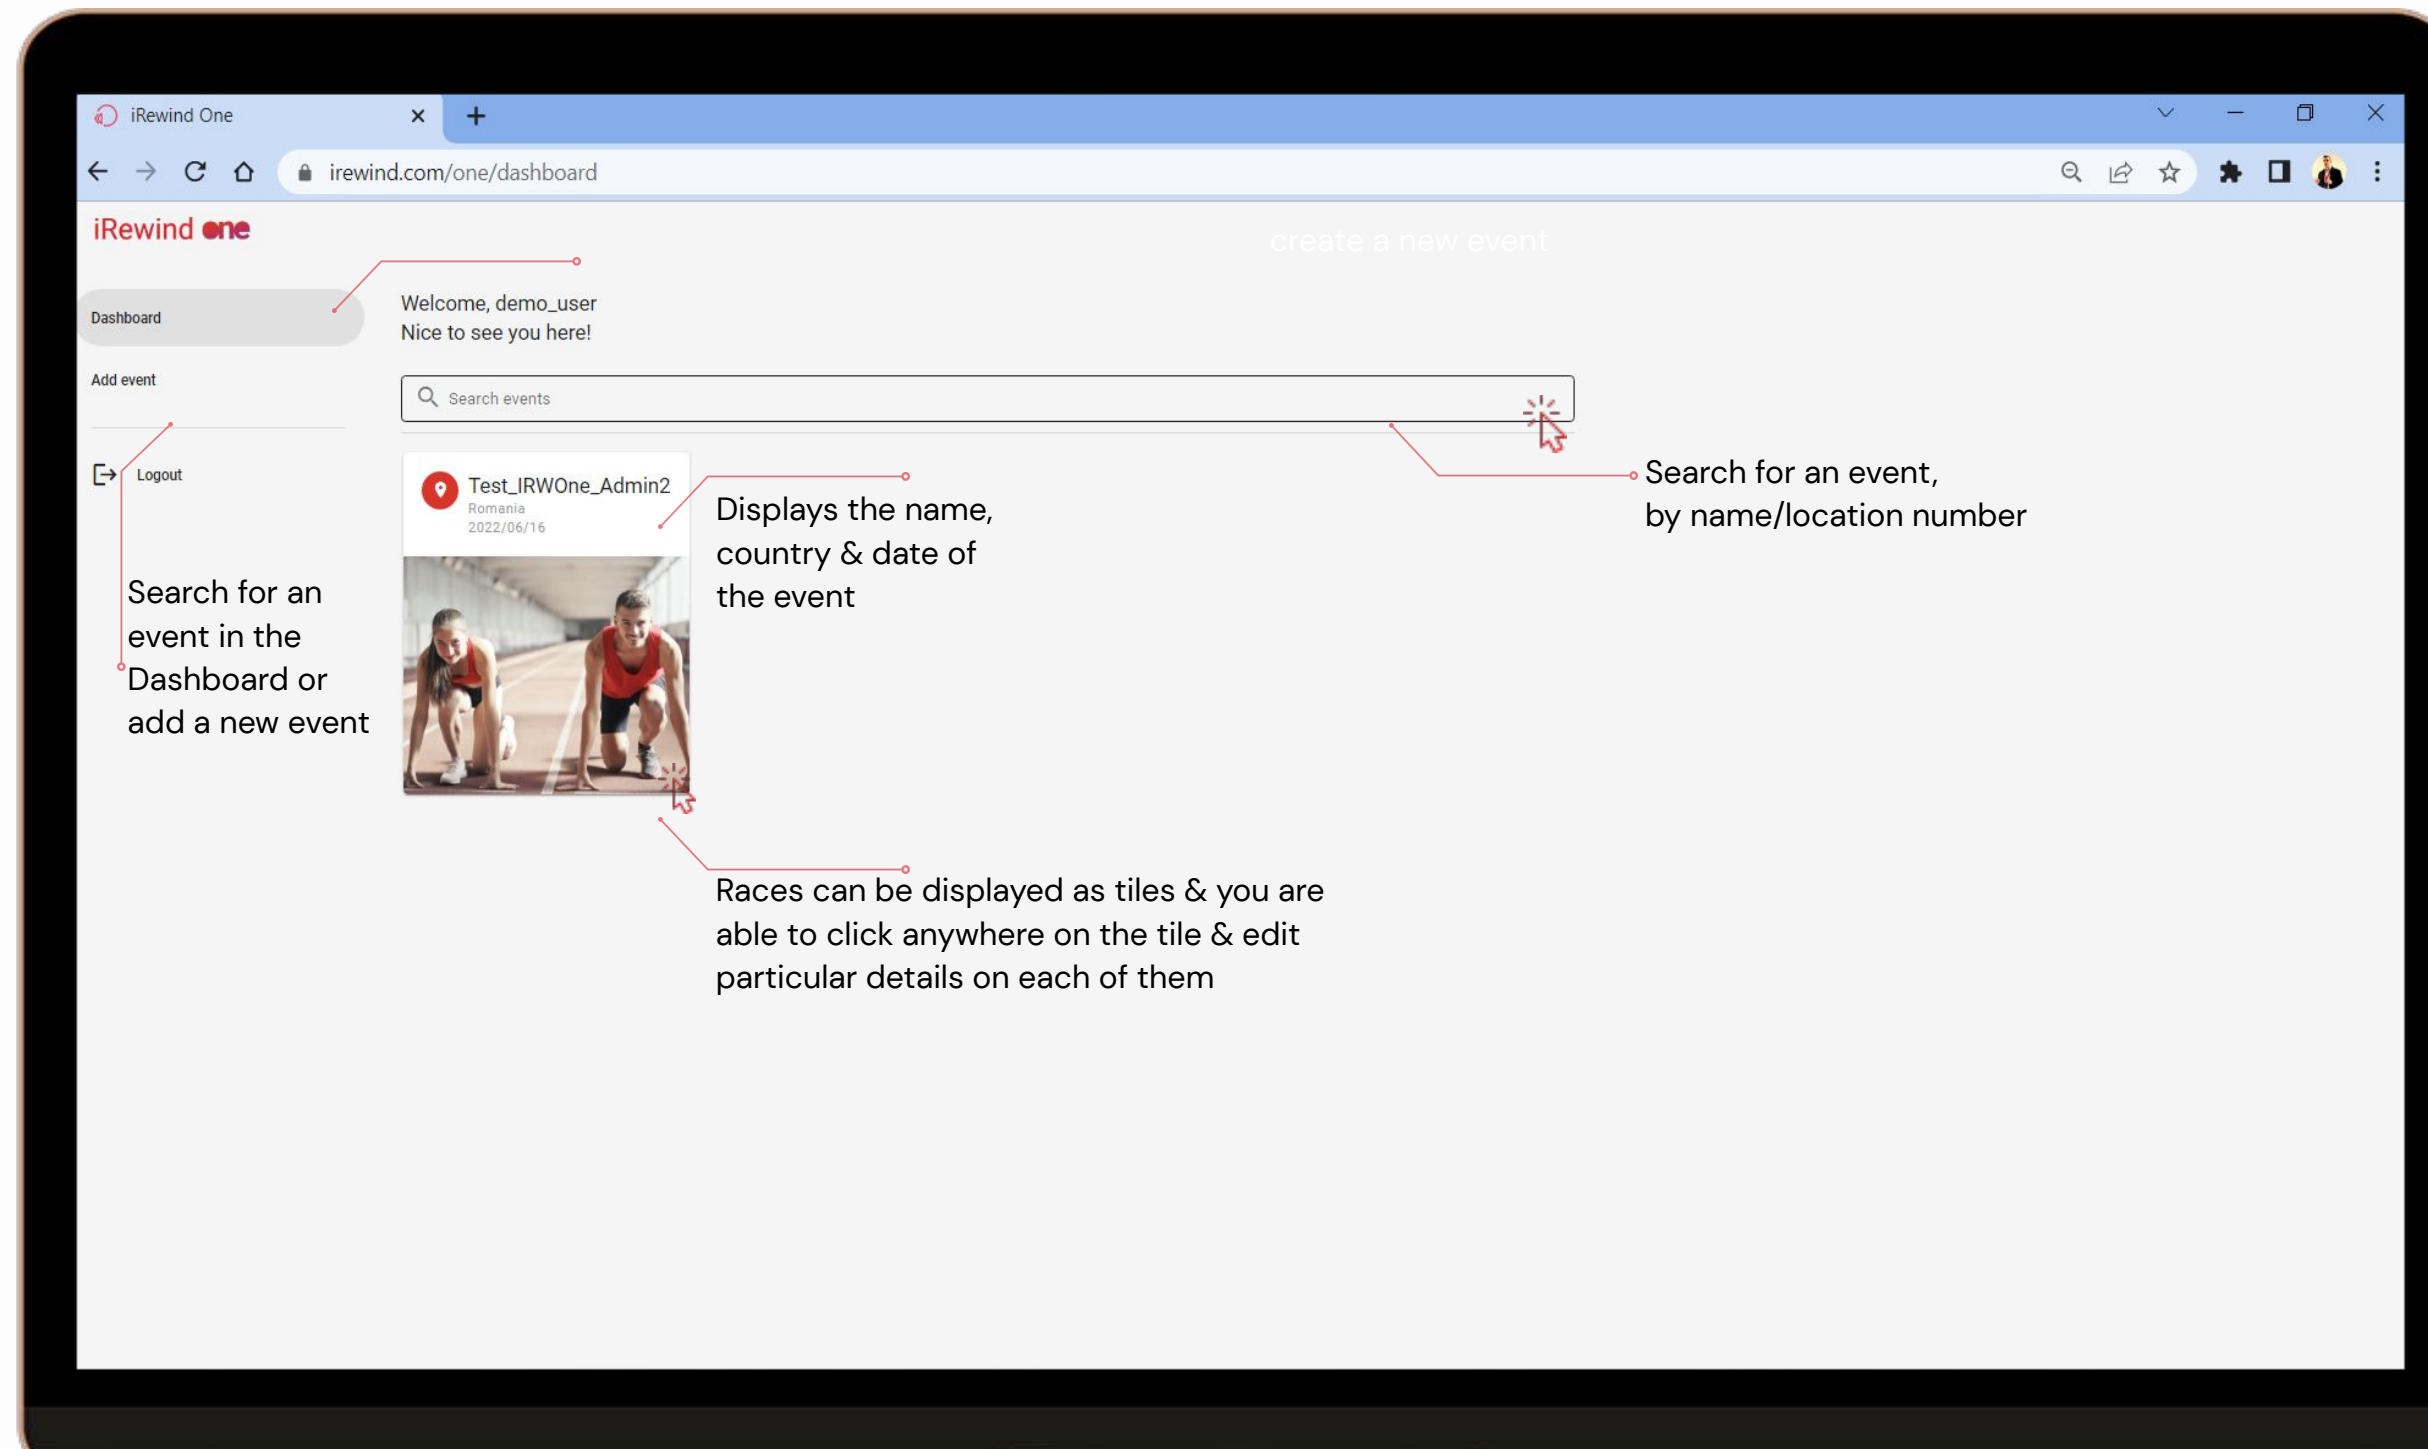 iRewind One
irewind.com/one/dashboard
iRewind one
create a new event
Dashboard
Welcome, demo_user
Nice to see you here!
Add event
Search events
Logout
Test_IRWOne_Admin2
Romania
2022/06/16
Displays the name,
country & date of
the event
Search for an event,
by name/location number
Search for an
event in the
Dashboard or
add a new event
Races can be displayed as tiles & you are
able to click anywhere on the tile & edit
particular details on each of them